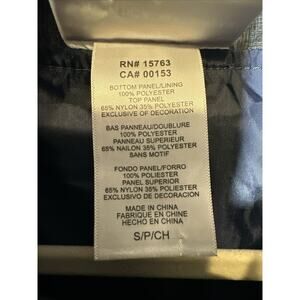 RN# 15763
CA# 00153
BOTTOM PANEL/LINING
100% POLYESTER
TOP PANEL
65% NYLON 35% POLYESTER
EXCLUSIVE OF DECORATION
BAS PANNEAU/DOUBLURE
100% POLYESTER
PANNEAU SUPERIEUR
65% NAILON 35% POLYESTER
SANS MOTIF
FONDO PANEL/FORRO
100% POLIESTER
PANEL SUPERIOR
65% NYLON 35% POLIESTER
EXCLUSIVO DE DECORACION
MADE IN CHINA
FABRIQUE EN CHINE
HECHO EN CHINA
S/P/CH